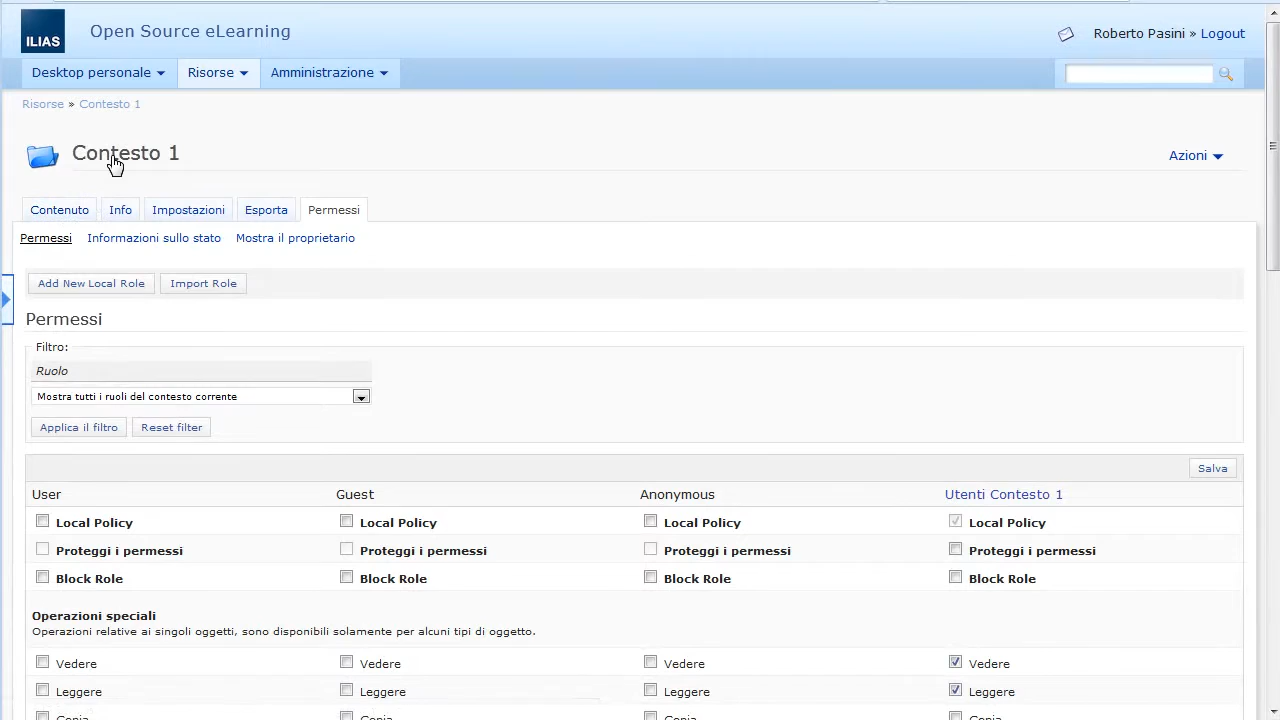 ILIAS
Open Source eLearning
Roberto Pasini » Logout
Desktop personale Risorse Amministrazione
Risorse » Contesto 1
Contesto 1
Azioni
Contenuto Info Impostazioni Esporta Permessi
Permessi Informazioni sullo stato Mostra il proprietario
Add New Local Role Import Role
Permessi
Filtro:
Ruolo
Mostra tutti i ruoli del contesto corrente
Applica il filtro Reset filter
Salva
User Guest Anonymous Utenti Contesto 1
Local Policy Local Policy Local Policy Local Policy
Proteggi i permessi Proteggi i permessi Proteggi i permessi Proteggi i permessi
Block Role Block Role Block Role Block Role
Operazioni speciali
Operazioni relative ai singoli oggetti, sono disponibili solamente per alcuni tipi di oggetto.
Vedere Vedere Vedere Vedere
Leggere Leggere Leggere Leggere
Copia Copia Copia Copia